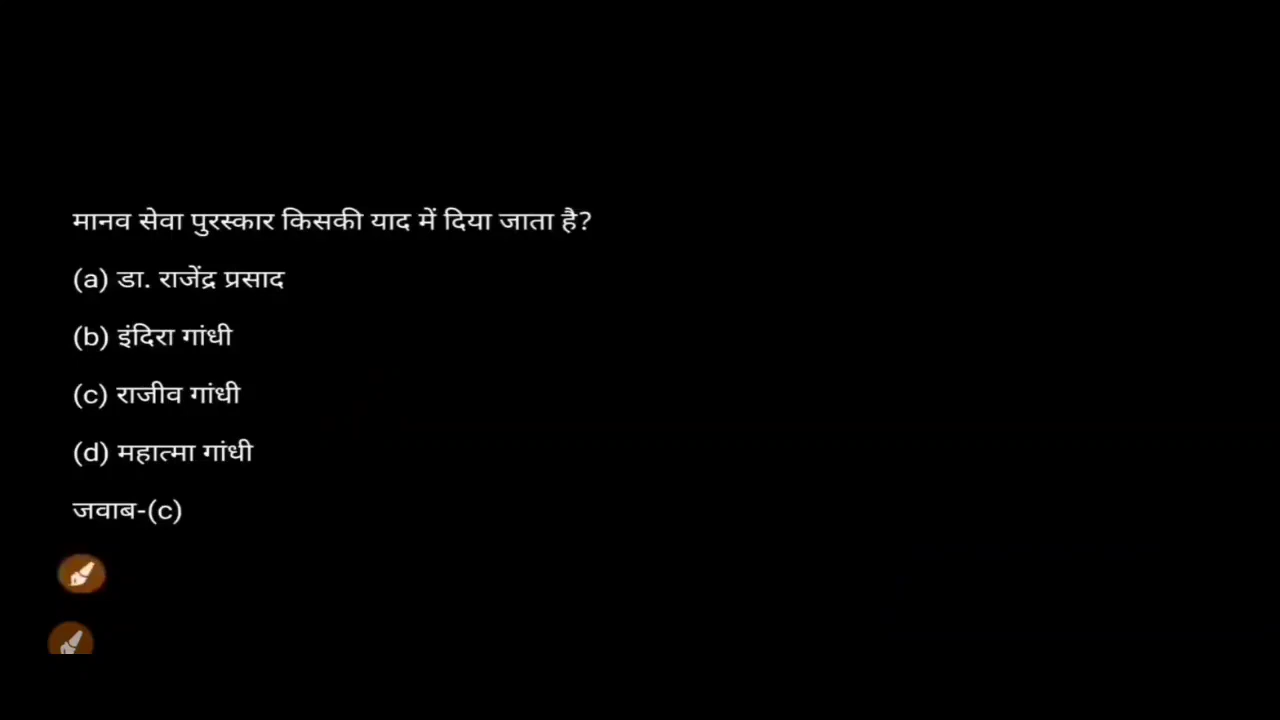 मानव सेवा पुरस्कार किसकी याद में दिया जाता है?
(a) डा. राजेंद्र प्रसाद
(b) इंदिरा गांधी
(c) राजीव गांधी
(d) महात्मा गांधी
जवाब-(c)